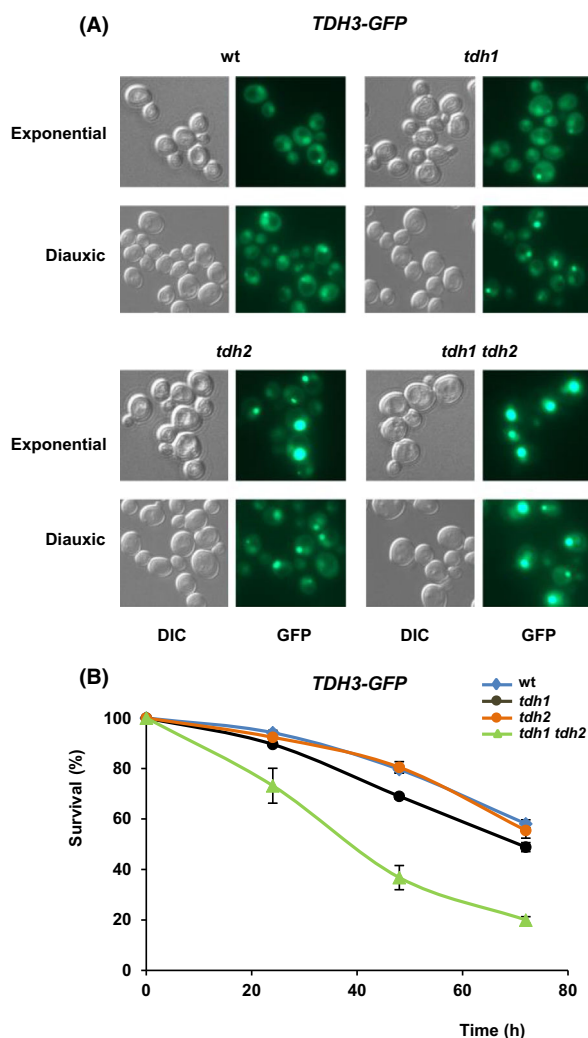 (A)
TDH3-GFP
wt
tdh1
Exponential
Diauxic
tdh2
tdh1 tdh2
Exponential
Diauxic
DIC
GFP
DIC
GFP
(B)
TDH3-GFP
wt
tdh1
tdh2
tdh1 tdh2
Survival (%)
100
80
60
40
20
0
0
20
40
60
80
Time (h)